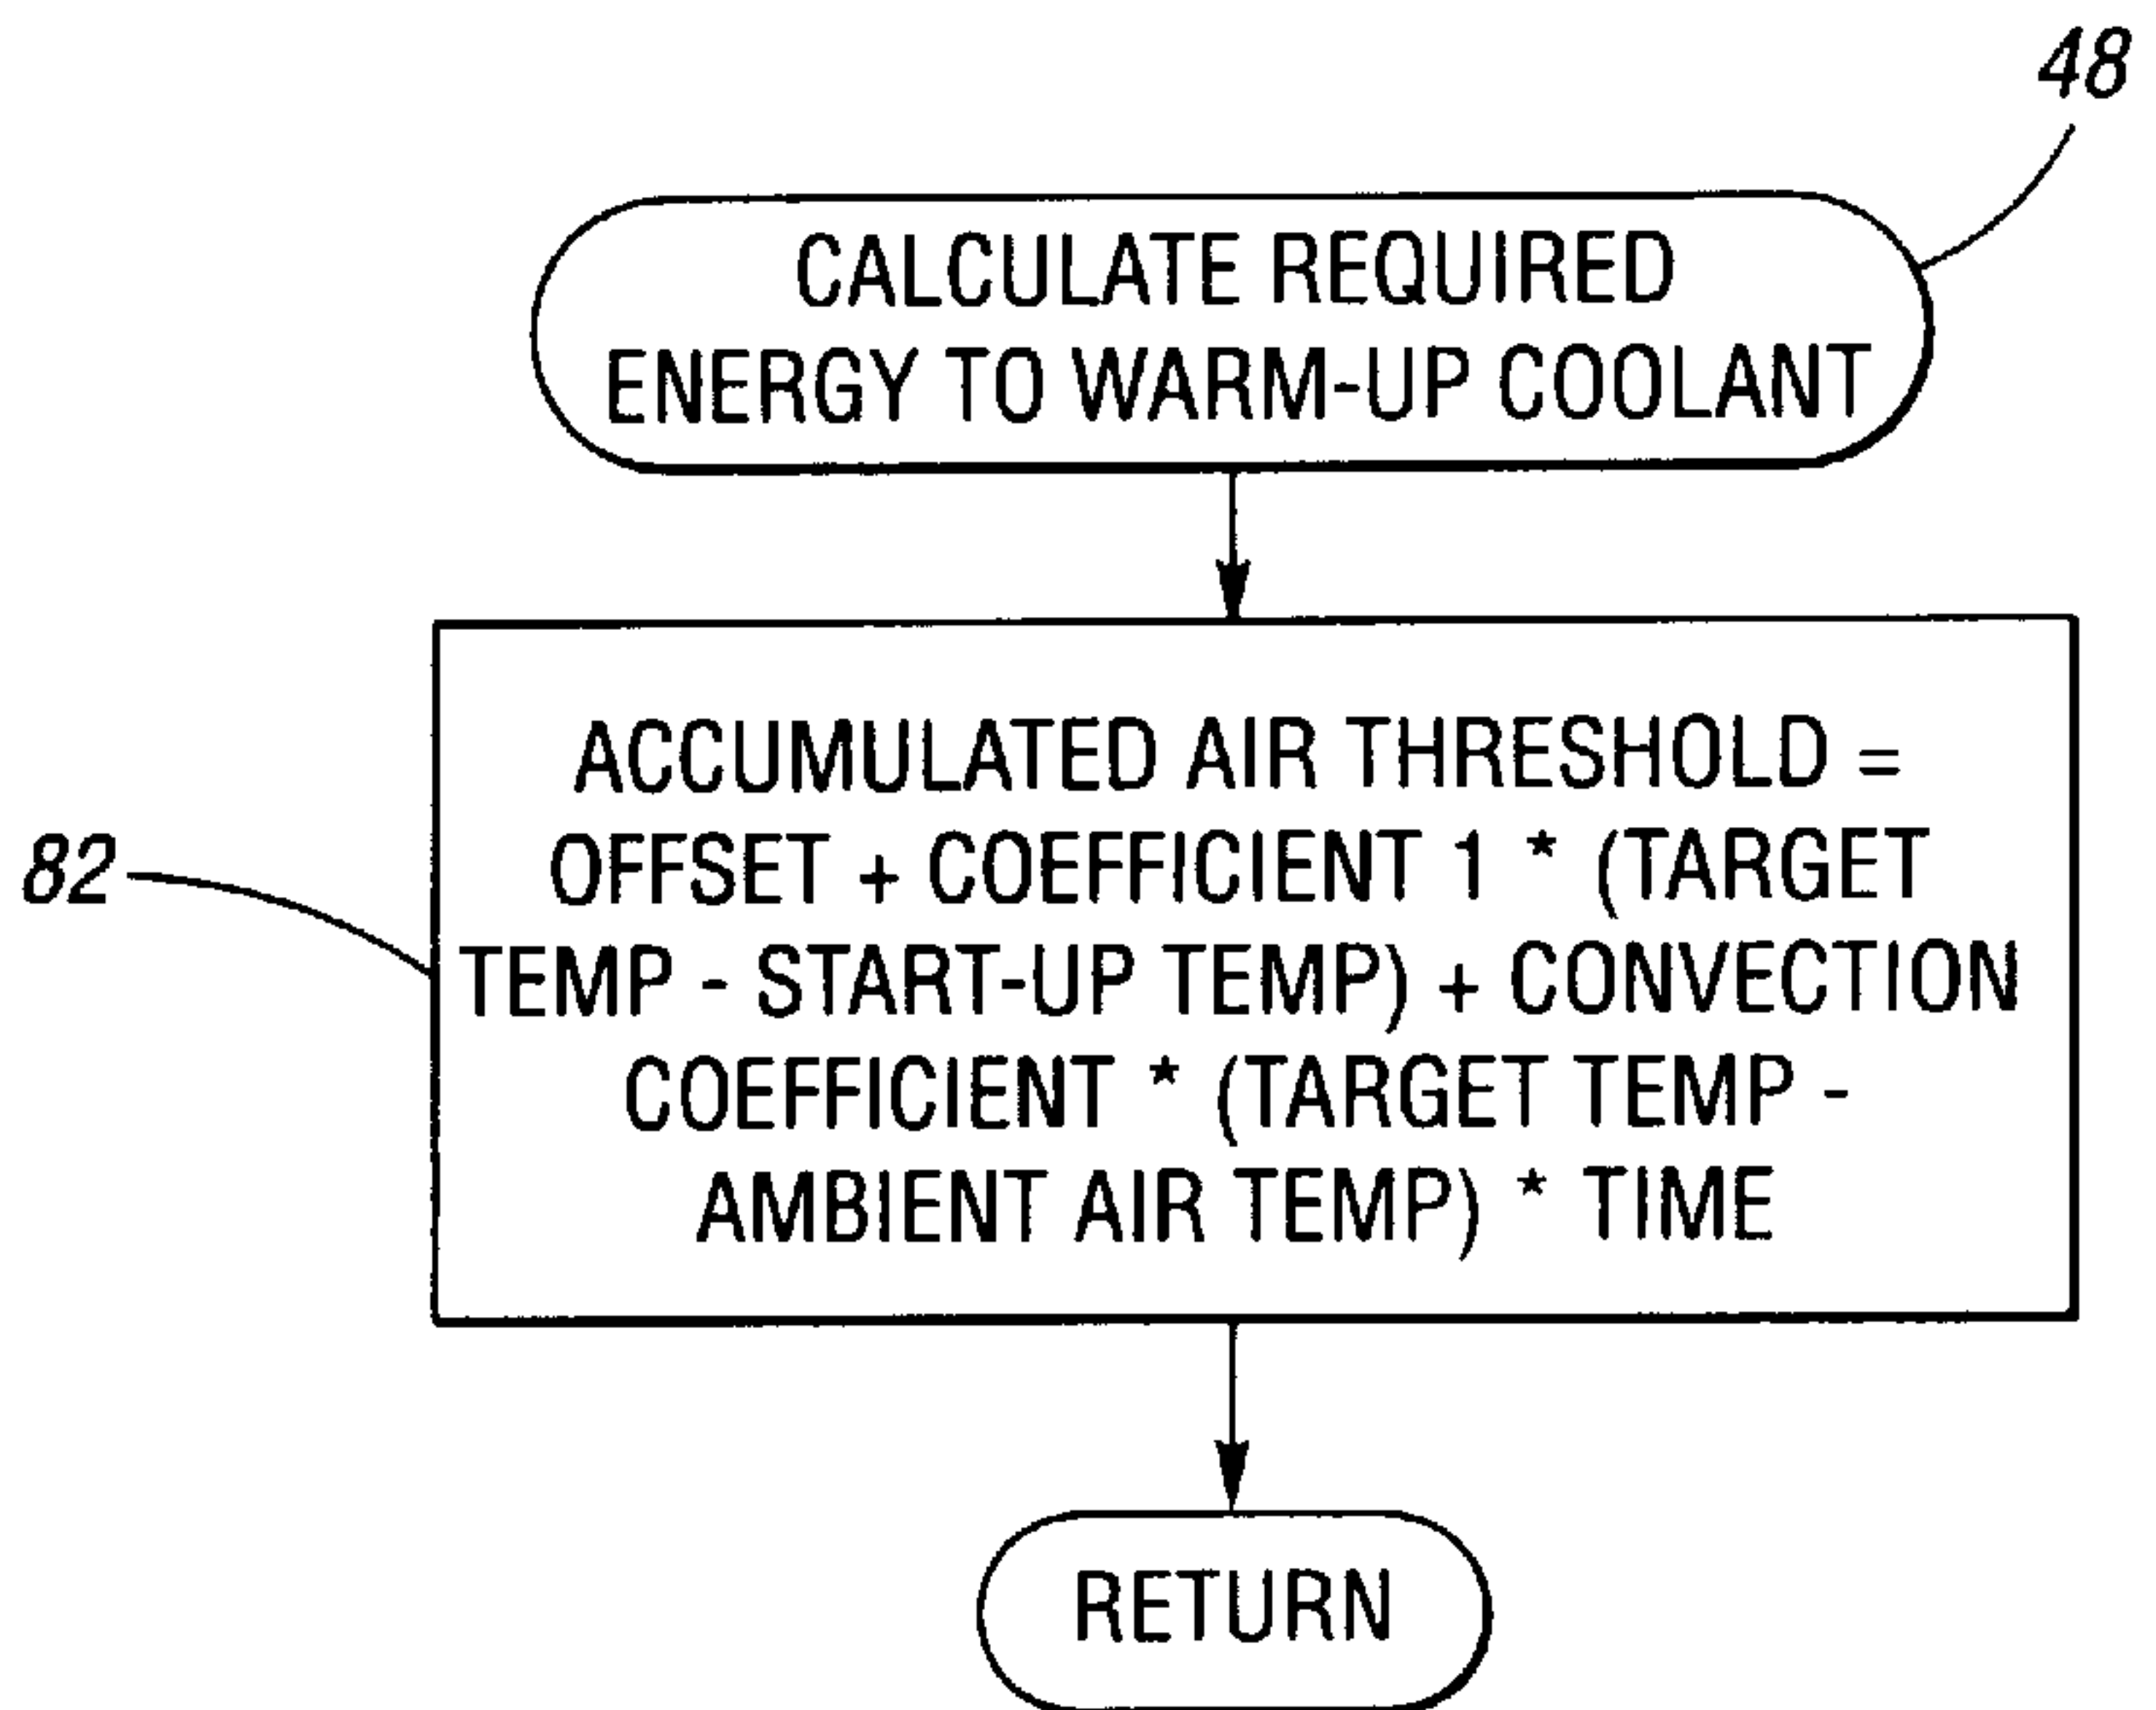 48
CALCULATE REQUIRED
ENERGY TO WARM-UP COOLANT
82
ACCUMULATED AIR THRESHOLD =
OFFSET + COEFFICIENT 1 * (TARGET
TEMP - START-UP TEMP) + CONVECTION
COEFFICIENT * (TARGET TEMP -
AMBIENT AIR TEMP) * TIME
RETURN